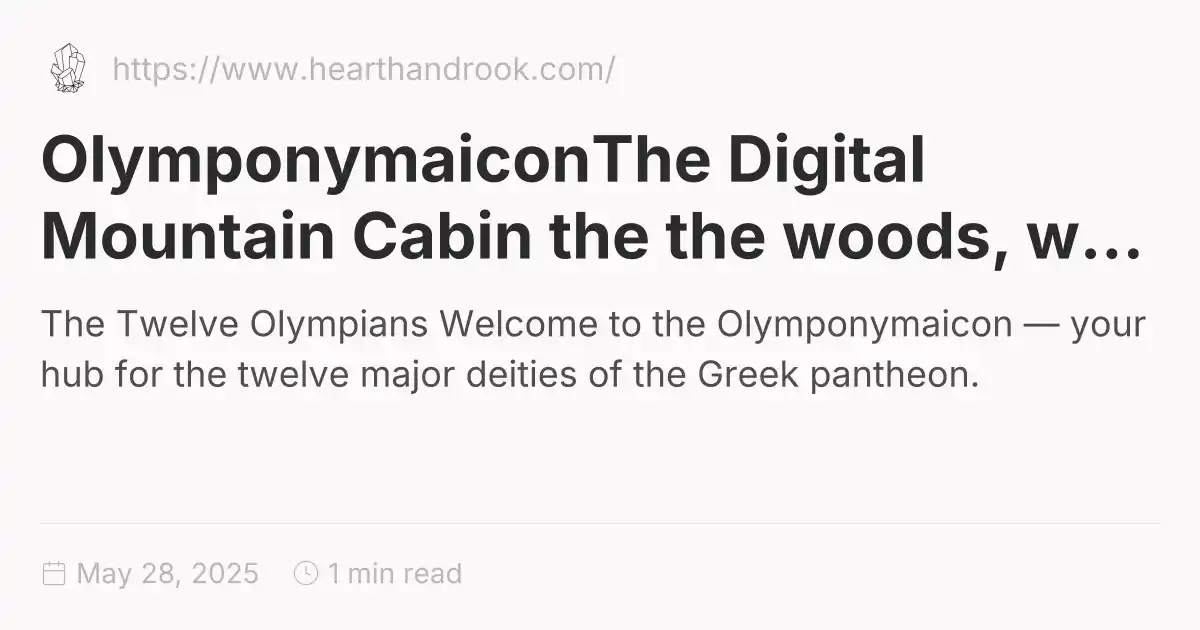 https://www.hearthandrook.com/
OlymponymaiconThe Digital
Mountain Cabin the the woods, w…
The Twelve Olympians Welcome to the Olymponymaicon — your
hub for the twelve major deities of the Greek pantheon.
May 28, 2025 1 min read